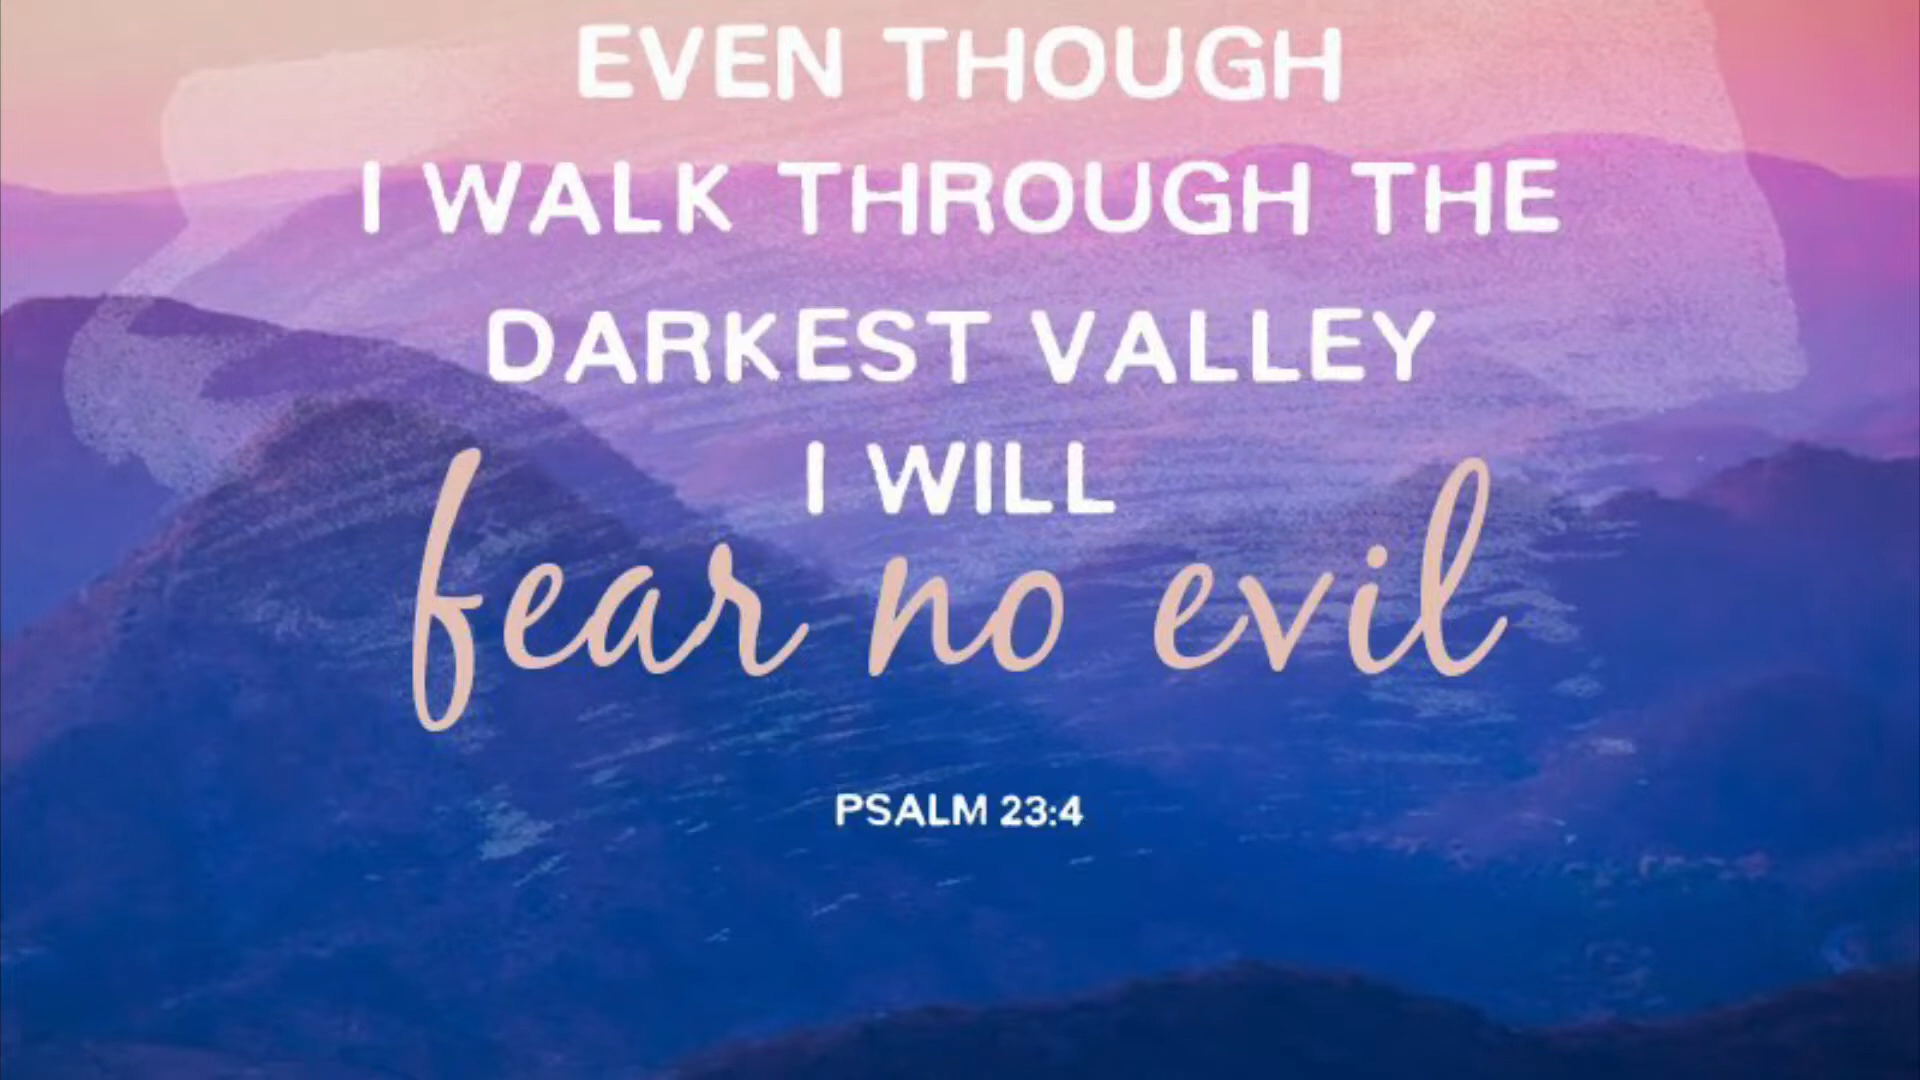 EVEN THOUGH
I WALK THROUGH THE
DARKEST VALLEY
I WILL
fear no evil
PSALM 23:4